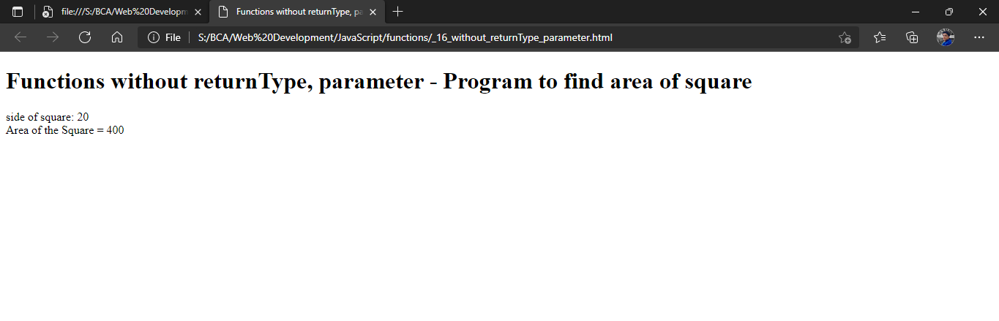 file:///S:/BCA/Web%20Developm
Functions without returnType, pa
File
S:/BCA/Web%20Development/JavaScript/functions/_16_without_returnType_parameter.html
Functions without returnType, parameter - Program to find area of square
side of square: 20
Area of the Square = 400